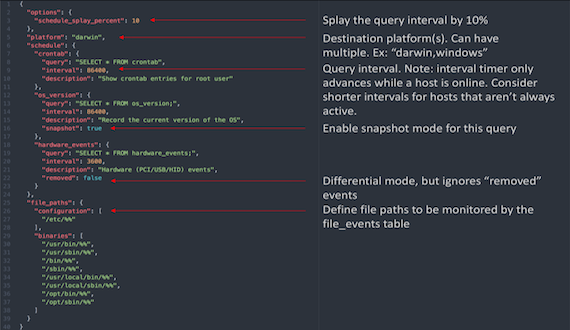 {
"options": {
"schedule_splay_percent": 10
},
"platform": "darwin",
"schedule": {
"crontab": {
"query": "SELECT * FROM crontab;",
"interval": 86400,
"description": "Show crontab entries for root user"
},
"os_version": {
"query": "SELECT * FROM os_version;",
"interval": 86400,
"description": "Record the current version of the OS",
"snapshot": true
},
"hardware_events": {
"query": "SELECT * FROM hardware_events;",
"interval": 3600,
"description": "Hardware (PCI/USB/HID) events",
"removed": false
}
},
"file_paths": {
"configuration": [
"/etc/%%"
],
"binaries": [
"/usr/bin/%%",
"/usr/sbin/%%",
"/bin/%%",
"/sbin/%%",
"/usr/local/bin/%%",
"/usr/local/sbin/%%",
"/opt/bin/%%",
"/opt/sbin/%%"
]
}
}
Splay the query interval by 10%
Destination platform(s). Can have
multiple. Ex: “darwin,windows”
Query interval. Note: interval timer only
advances while a host is online. Consider
shorter intervals for hosts that aren’t always
active.
Enable snapshot mode for this query
Differential mode, but ignores “removed”
events
Define file paths to be monitored by the
file_events table